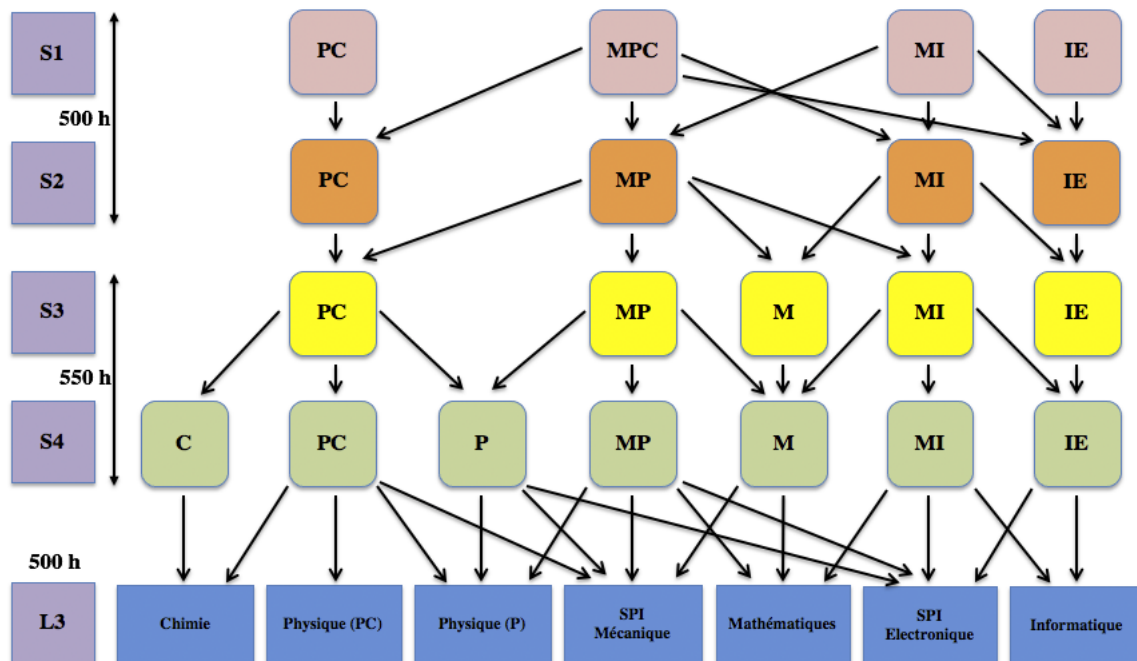 S1
PC
MPC
MI
IE
500 h
S2
PC
MP
MI
IE
S3
PC
MP
M
MI
IE
550 h
S4
C
PC
P
MP
M
MI
IE
500 h
L3
Chimie
Physique (PC)
Physique (P)
SPI
Mécanique
Mathématiques
SPI
Electronique
Informatique